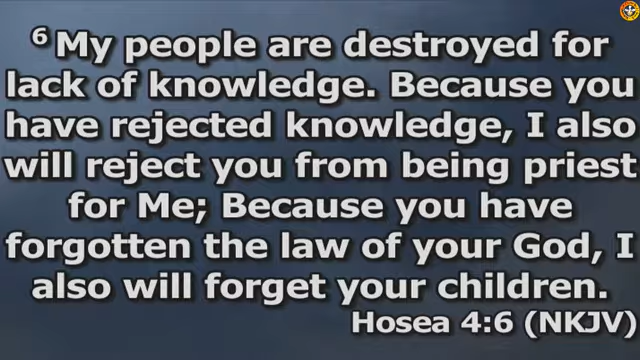 6 My people are destroyed for
lack of knowledge. Because you
have rejected knowledge, I also
will reject you from being priest
for Me; Because you have
forgotten the law of your God, I
also will forget your children.
Hosea 4:6 (NKJV)